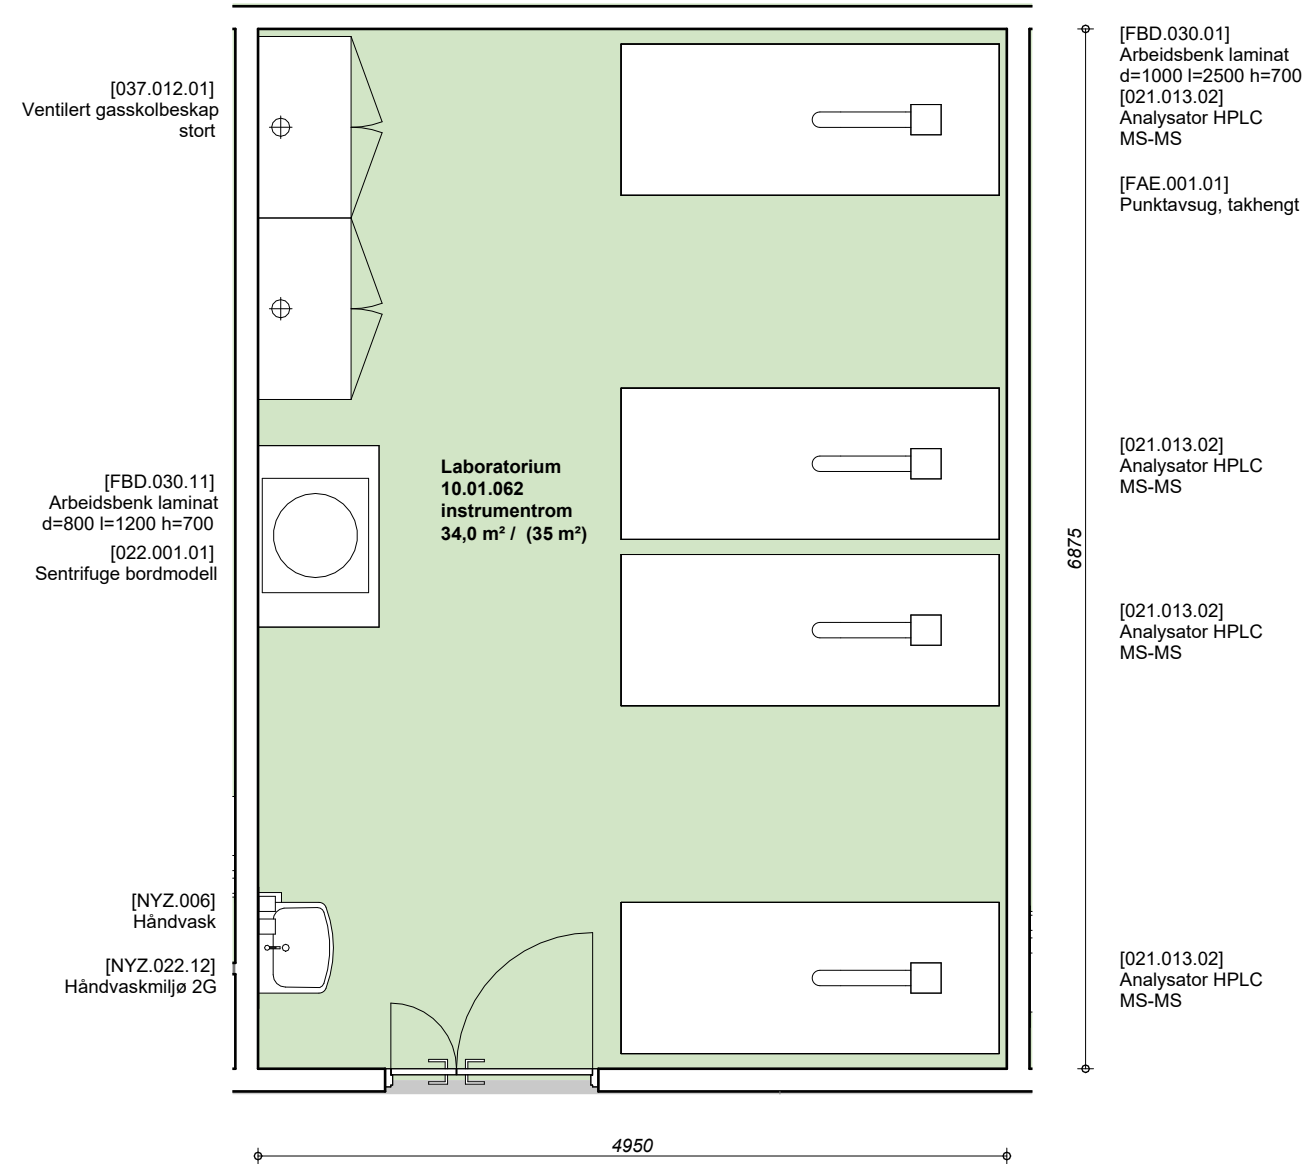 [037.012.01]
Ventilert gasskolbeskap
stort
[FBD.030.11]
Arbeidsbenk laminat
d=800 l=1200 h=700
[022.001.01]
Sentrifuge bordmodell
[NYZ.006]
Håndvask
[NYZ.022.12]
Håndvaskmiljø 2G
Laboratorium
10.01.062
instrumentrom
34,0 m² / (35 m²)
[FBD.030.01]
Arbeidsbenk laminat
d=1000 l=2500 h=700
[021.013.02]
Analysator HPLC
MS-MS
[FAE.001.01]
Punktavsug, takhengt
[021.013.02]
Analysator HPLC
MS-MS
6875
[021.013.02]
Analysator HPLC
MS-MS
[021.013.02]
Analysator HPLC
MS-MS
4950